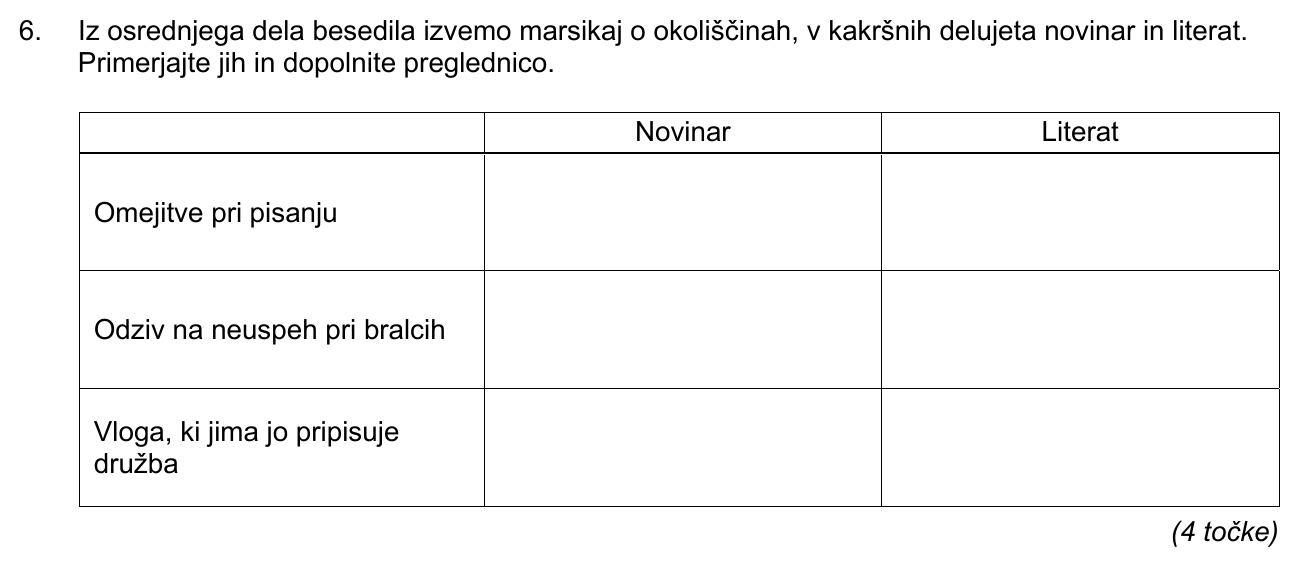 6. Iz osrednjega dela besedila izvemo marsikaj o okoliščinah, v kakršnih delujeta novinar in literat.
Primerjajte jih in dopolnite preglednico.
Novinar Literat
Omejitve pri pisanju
Odziv na neuspeh pri bralcih
Vloga, ki jima jo pripisuje
družba
(4 točke)